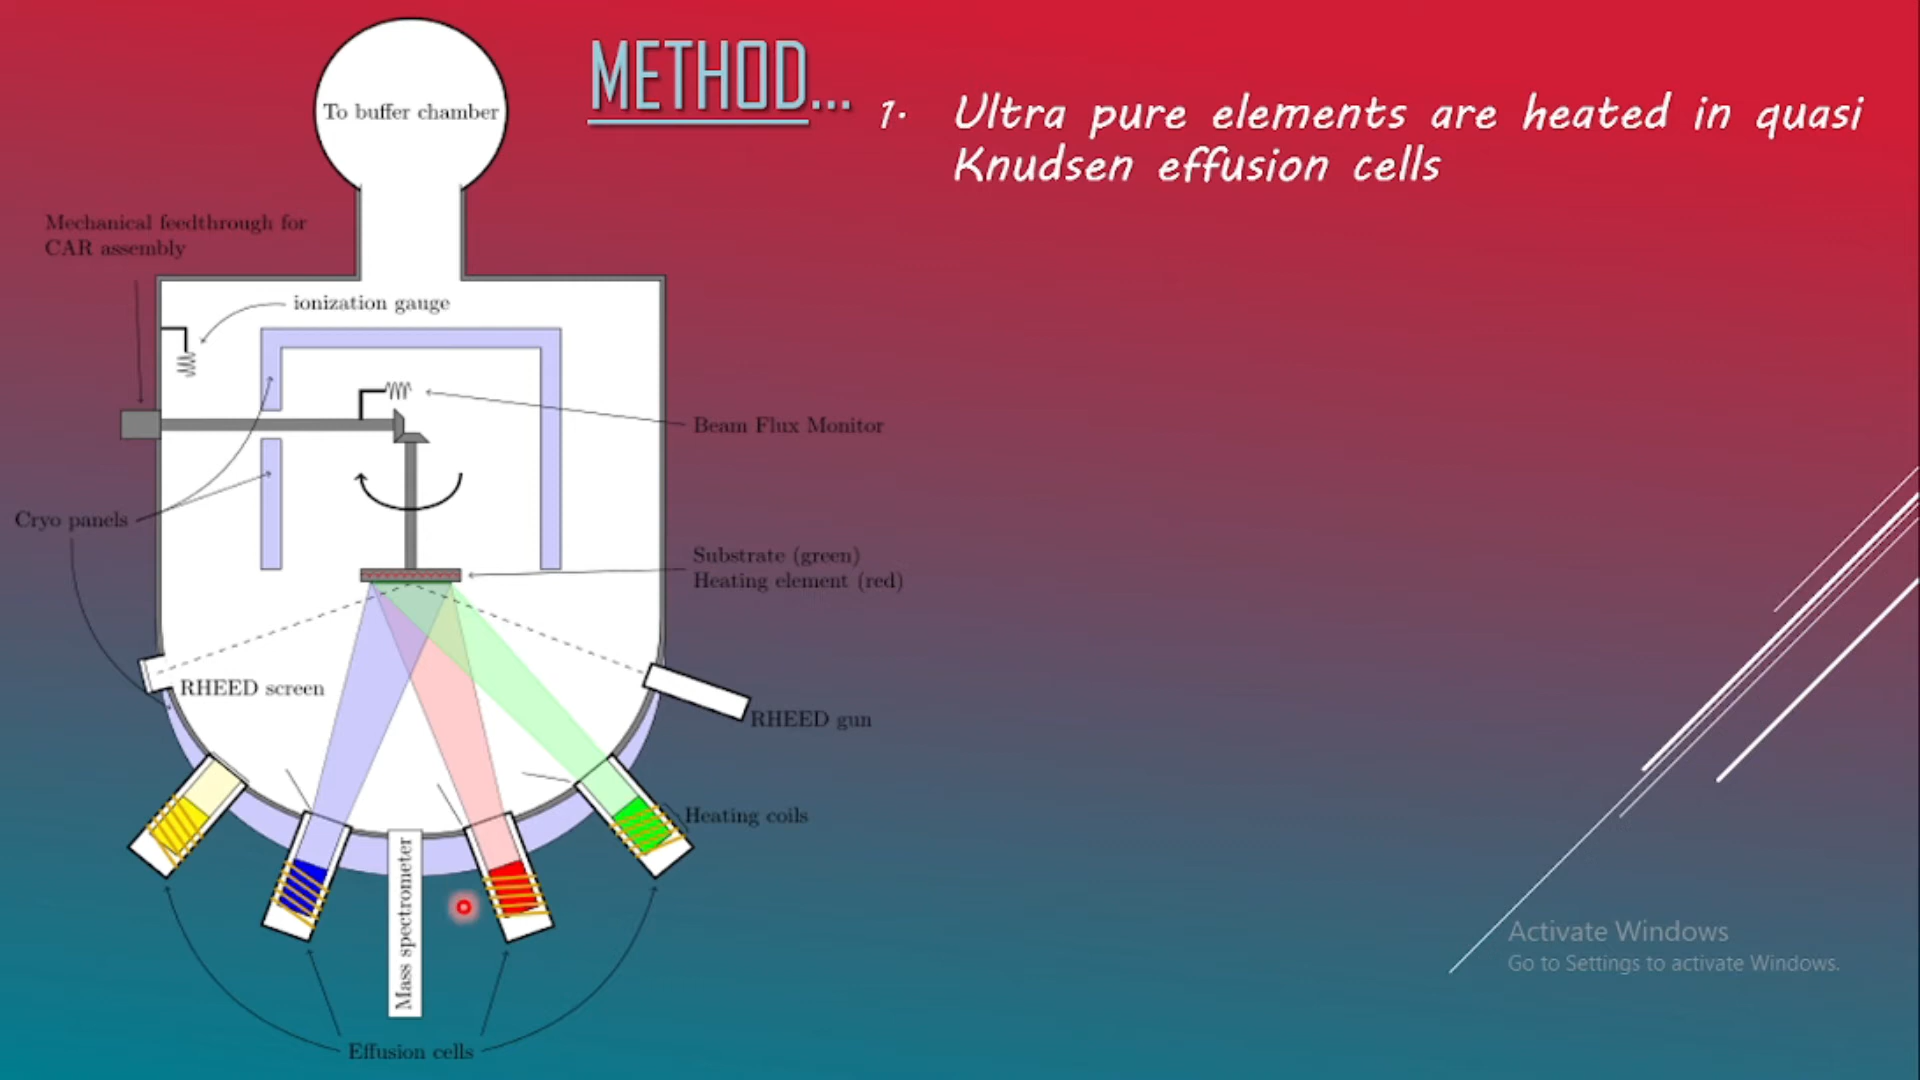 To buffer chamber
METHOD...
1. Ultra pure elements are heated in quasi
Knudsen effusion cells
Mechanical feedthrough for
CAR assembly
ionization gauge
Beam Flux Monitor
Cryo panels
Substrate (green)
Heating element (red)
RHEED screen
RHEED gun
Heating coils
Mass spectrometer
Effusion cells
Activate Windows
Go to Settings to activate Windows.